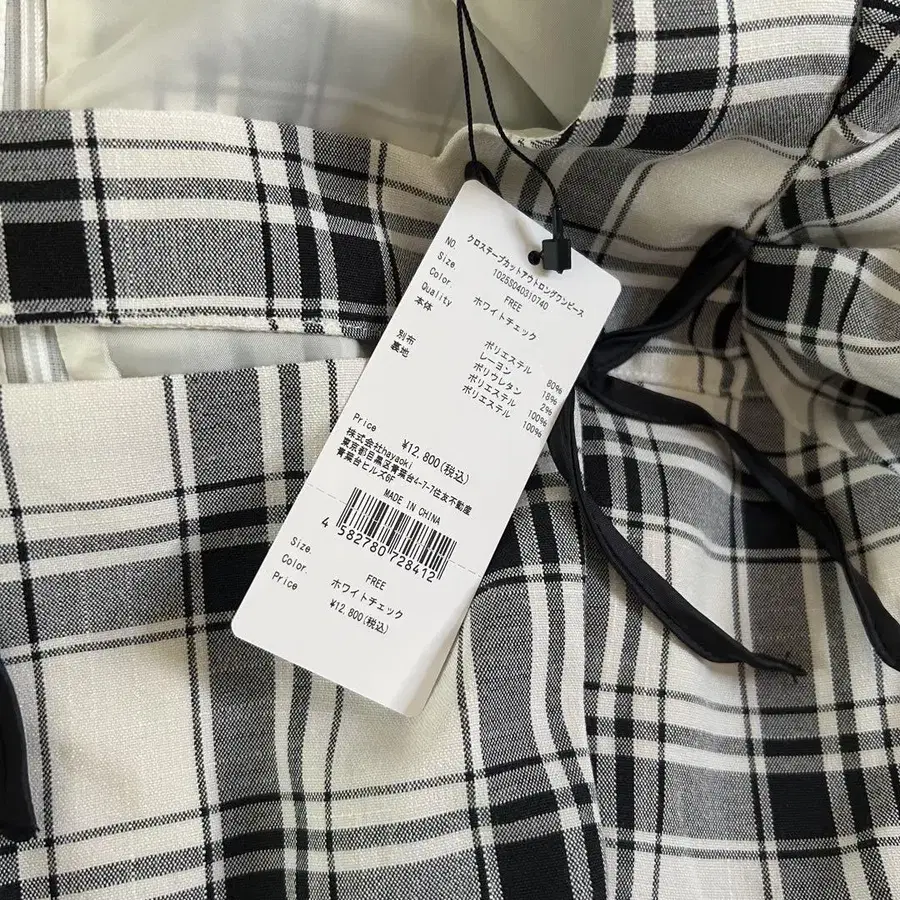 クロステープカットアウトロングワンピース
NO. 1025S040310740
Size. FREE
Color. ホワイトチェック
Quality
本体 ポリエステル 80%
レーヨン 18%
ポリウレタン 2%
別布 ポリエステル 100%
裏地 ポリエステル 100%
Price ¥12,800(税込)
株式会社hayaoki
東京都目黒区青葉台4-7-7住友不動産
青葉台ヒルズ6F
MADE IN CHINA
4 582780 728412
Size. FREE
Color. ホワイトチェック
Price ¥12,800(税込)